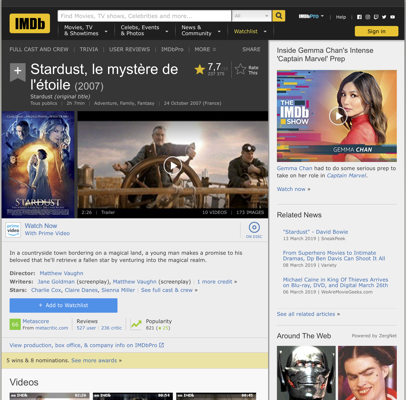 IMDb
Find Movies, TV shows, Celebrities and more...
All
IMDbPro
Help
Movies, TV & Showtimes
Celebs, Events & Photos
News & Community
Watchlist
Sign in
FULL CAST AND CREW | TRIVIA | USER REVIEWS | IMDbPro | MORE
SHARE
Stardust, le mystère de l'étoile (2007)
Stardust (original title)
7,7
Rate This
Tous publics | 2h 7min | Adventure, Family, Fantasy | 24 October 2007 (France)
STARDUST
2:26 | Trailer
10 VIDEOS | 173 IMAGES
prime video
Watch Now
With Prime Video
ON DISC
In a countryside town bordering on a magical land, a young man makes a promise to his
beloved that he'll retrieve a fallen star by venturing into the magical realm.
Director: Matthew Vaughn
Writers: Jane Goldman (screenplay), Matthew Vaughn (screenplay) | 1 more credit »
Stars: Charlie Cox, Claire Danes, Sienna Miller | See full cast & crew »
+ Add to Watchlist
Metascore
From metacritic.com
Reviews
527 user | 236 critic
Popularity
View production, box office, & company info on IMDbPro
5 wins & 8 nominations. See more awards »
Videos
Inside Gemma Chan's Intense
'Captain Marvel' Prep
THE
IMDb
SHOW
GEMMA CHAN
Gemma Chan had to do some serious prep to
take on her role in Captain Marvel.
Watch now »
Related News
"Stardust" - David Bowie
13 March 2019 | SneakPeek
From Superhero Movies to Intimate
Dramas, Dp Ben Davis Can Shoot It All
08 March 2019 | Variety
Michael Caine in King Of Thieves Arrives
on Blu-ray, DVD, and Digital March 26th
06 March 2019 | WeAreMovieGeeks.com
See all related articles »
Around The Web
Powered by ZergNet